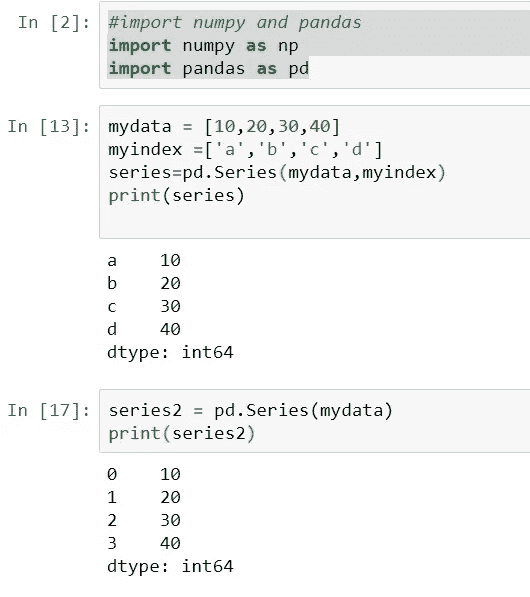 In [2]: #import numpy and pandas
import numpy as np
import pandas as pd
In [13]: mydata = [10,20,30,40]
myindex =['a','b','c','d']
series=pd.Series(mydata,myindex)
print(series)
a    10
b    20
c    30
d    40
dtype: int64
In [17]: series2 = pd.Series(mydata)
print(series2)
0    10
1    20
2    30
3    40
dtype: int64